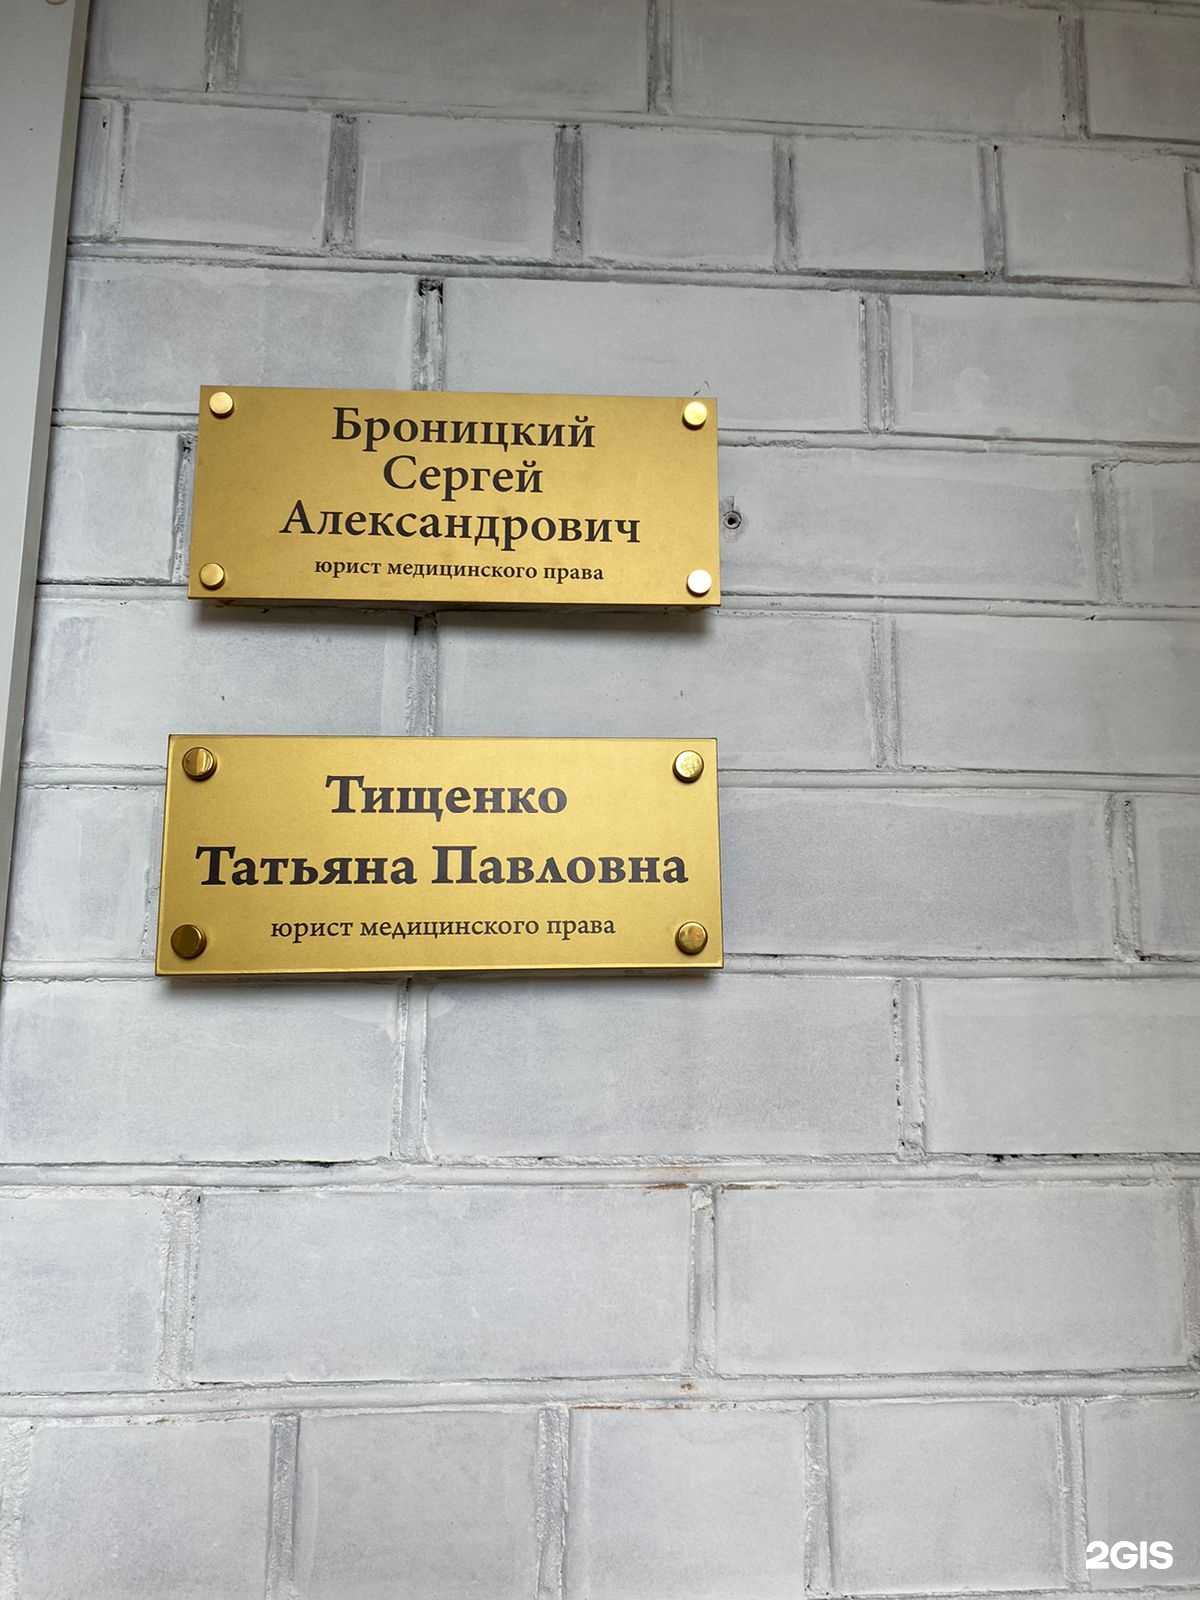 Броницкий
Сергей
Александрович
юрист медицинского права
Тищенко
Татьяна Павловна
юрист медицинского права
2GIS